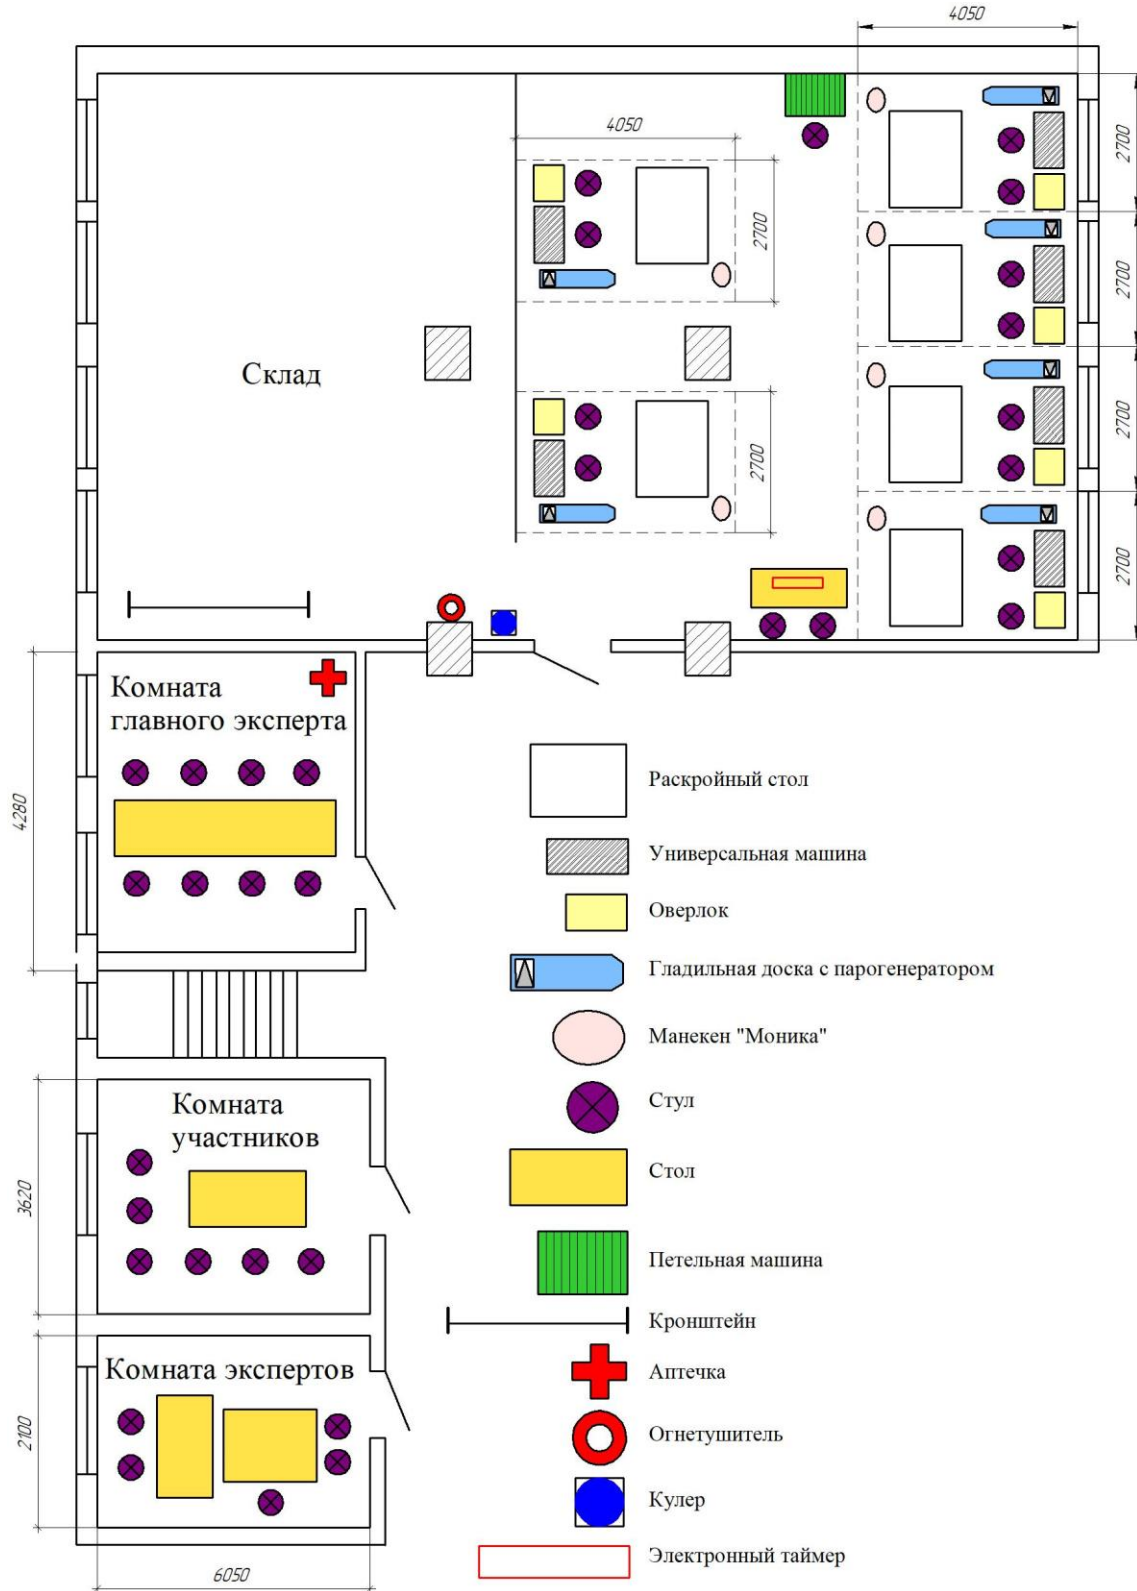 4050
4050
2700
2700
2700
Склад
2700
2700
2700
Комната
главного эксперта
4280
Раскройный стол
Универсальная машина
Оверлок
Гладильная доска с парогенератором
Манекен "Моника"
Стул
Комната
участников
3620
Стол
Петельная машина
Кронштейн
Комната экспертов
2100
Аптечка
Огнетушитель
Кулер
Электронный таймер
6050